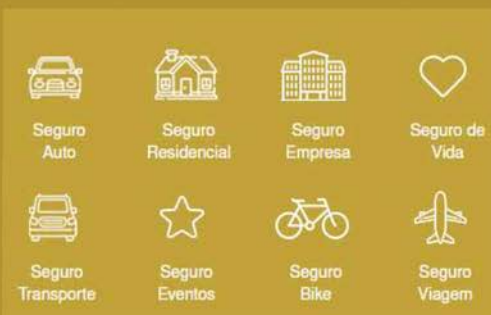 Seguro
Auto
Seguro
Residencial
Seguro
Empresa
Seguro de
Vida
Seguro
Transporte
Seguro
Eventos
Seguro
Bike
Seguro
Viagem